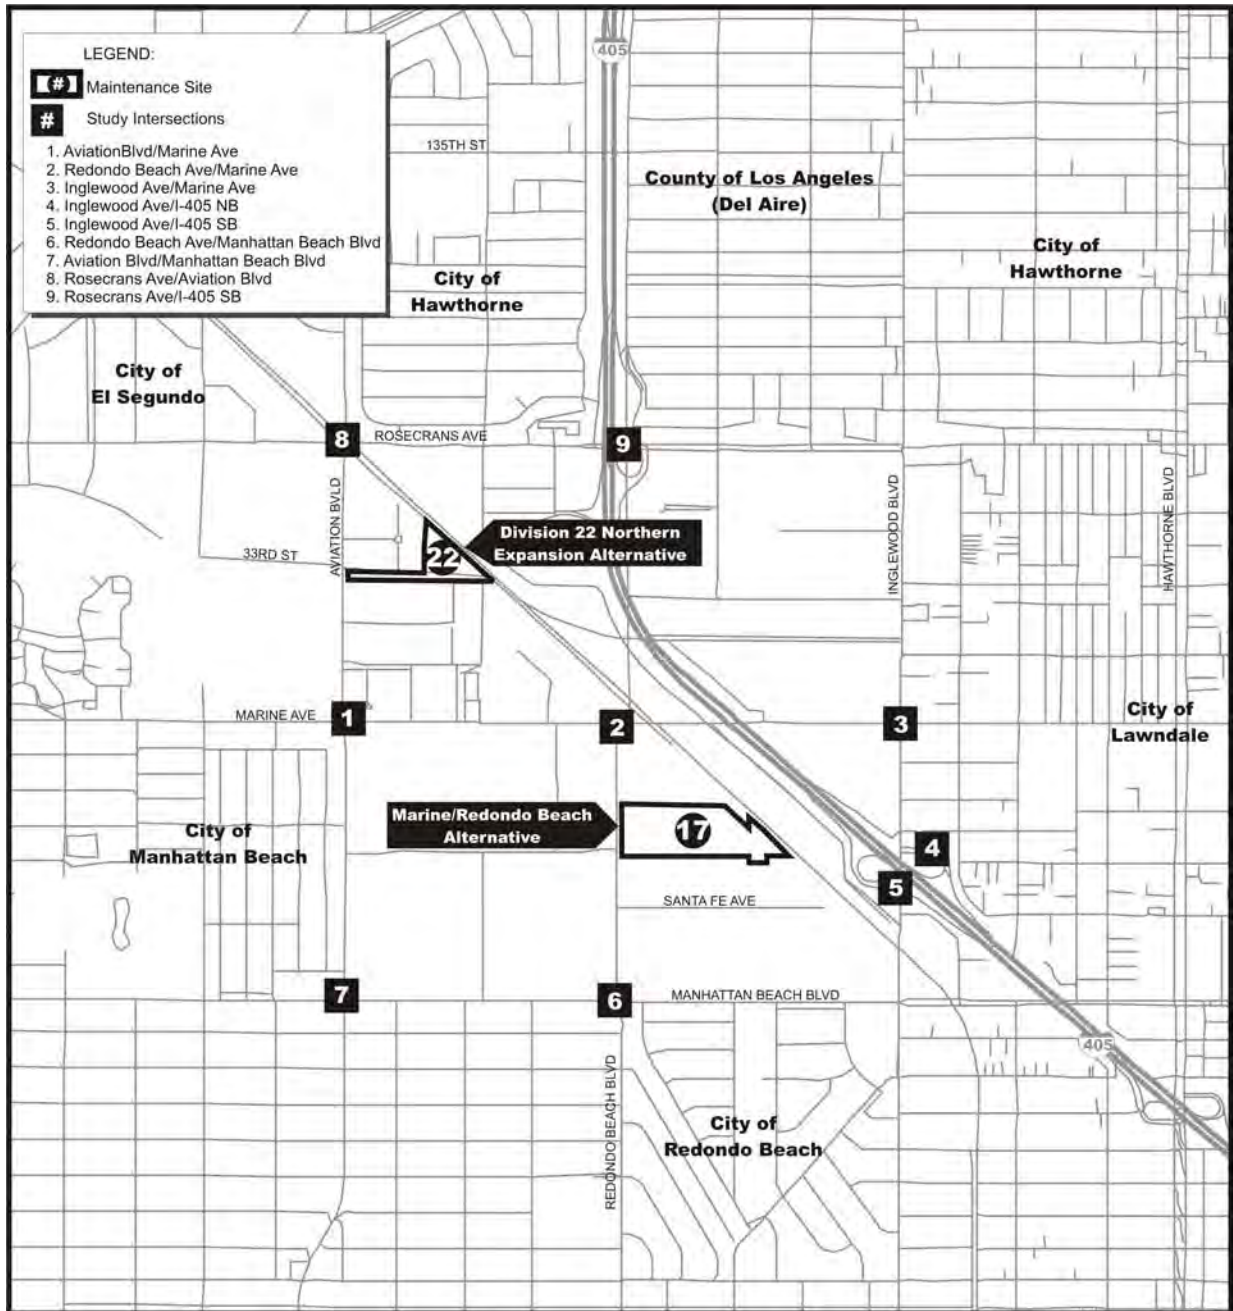 LEGEND:
(#) Maintenance Site
# Study Intersections
1. AviationBlvd/Marine Ave
2. Redondo Beach Ave/Marine Ave
3. Inglewood Ave/Marine Ave
4. Inglewood Ave/I-405 NB
5. Inglewood Ave/I-405 SB
6. Redondo Beach Ave/Manhattan Beach Blvd
7. Aviation Blvd/Manhattan Beach Blvd
8. Rosecrans Ave/Aviation Blvd
9. Rosecrans Ave/I-405 SB
405
135TH ST
County of Los Angeles
(Del Aire)
City of
Hawthorne
City of
Hawthorne
City of
El Segundo
8
ROSECRANS AVE
9
AVIATION BVLD
INGLEWOOD BLVD
HAWTHORNE BLVD
33RD ST
22
Division 22 Northern
Expansion Alternative
MARINE AVE
1
2
3
City of
Lawndale
Marine/Redondo Beach
Alternative
17
City of
Manhattan Beach
4
5
SANTA FE AVE
7
6
MANHATTAN BEACH BLVD
405
REDONDO BEACH BLVD
City of
Redondo Beach